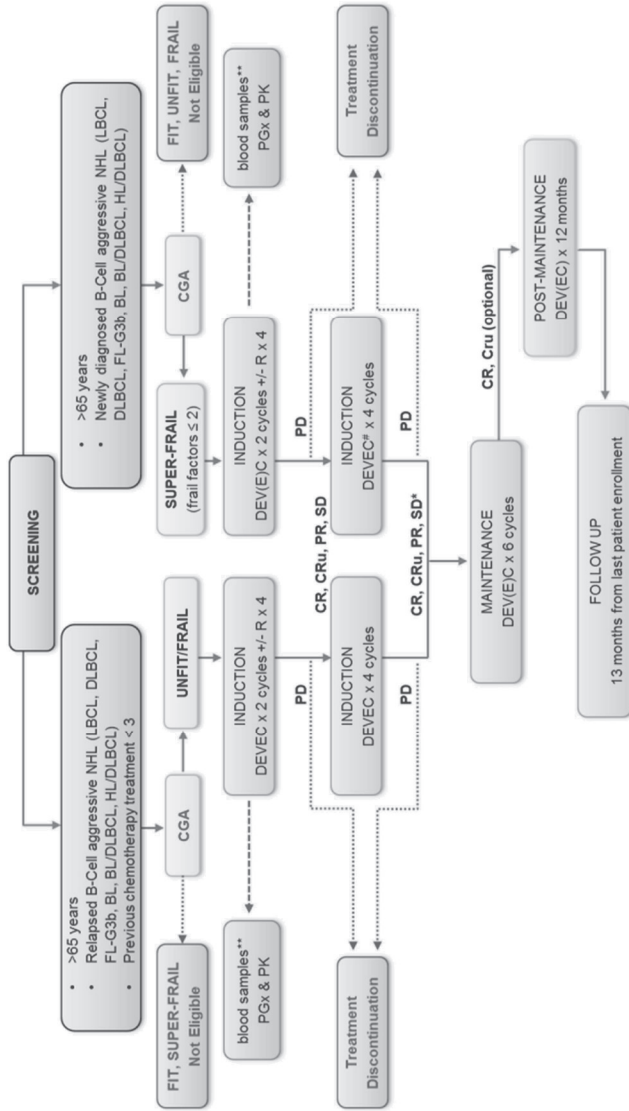 SCREENING
• >65 years
• Relapsed B-Cell aggressive NHL (LBCL, DLBCL,
FL-G3b, BL, BL/DLBCL, HL/DLBCL)
• Previous chemotherapy treatment < 3
• >65 years
• Newly diagnosed B-Cell aggressive NHL (LBCL,
DLBCL, FL-G3b, BL, BL/DLBCL, HL/DLBCL)
FIT, SUPER-FRAIL
Not Eligible
CGA
UNFIT/FRAIL
SUPER-FRAIL
(frail factors ≤ 2)
CGA
FIT, UNFIT, FRAIL
Not Eligible
blood samples**
PGx & PK
INDUCTION
DEVEC x 2 cycles +/- R x 4
INDUCTION
DEV(E)C x 2 cycles +/- R x 4
blood samples**
PGx & PK
PD
CR, CRu, PR, SD
PD
Treatment
Discontinuation
INDUCTION
DEVEC x 4 cycles
INDUCTION
DEVEC# x 4 cycles
Treatment
Discontinuation
PD
CR, CRu, PR, SD*
PD
MAINTENANCE
DEV(E)C x 6 cycles
CR, Cru (optional)
POST-MAINTENANCE
DEV(EC) x 12 months
FOLLOW UP
13 months from last patient enrollment